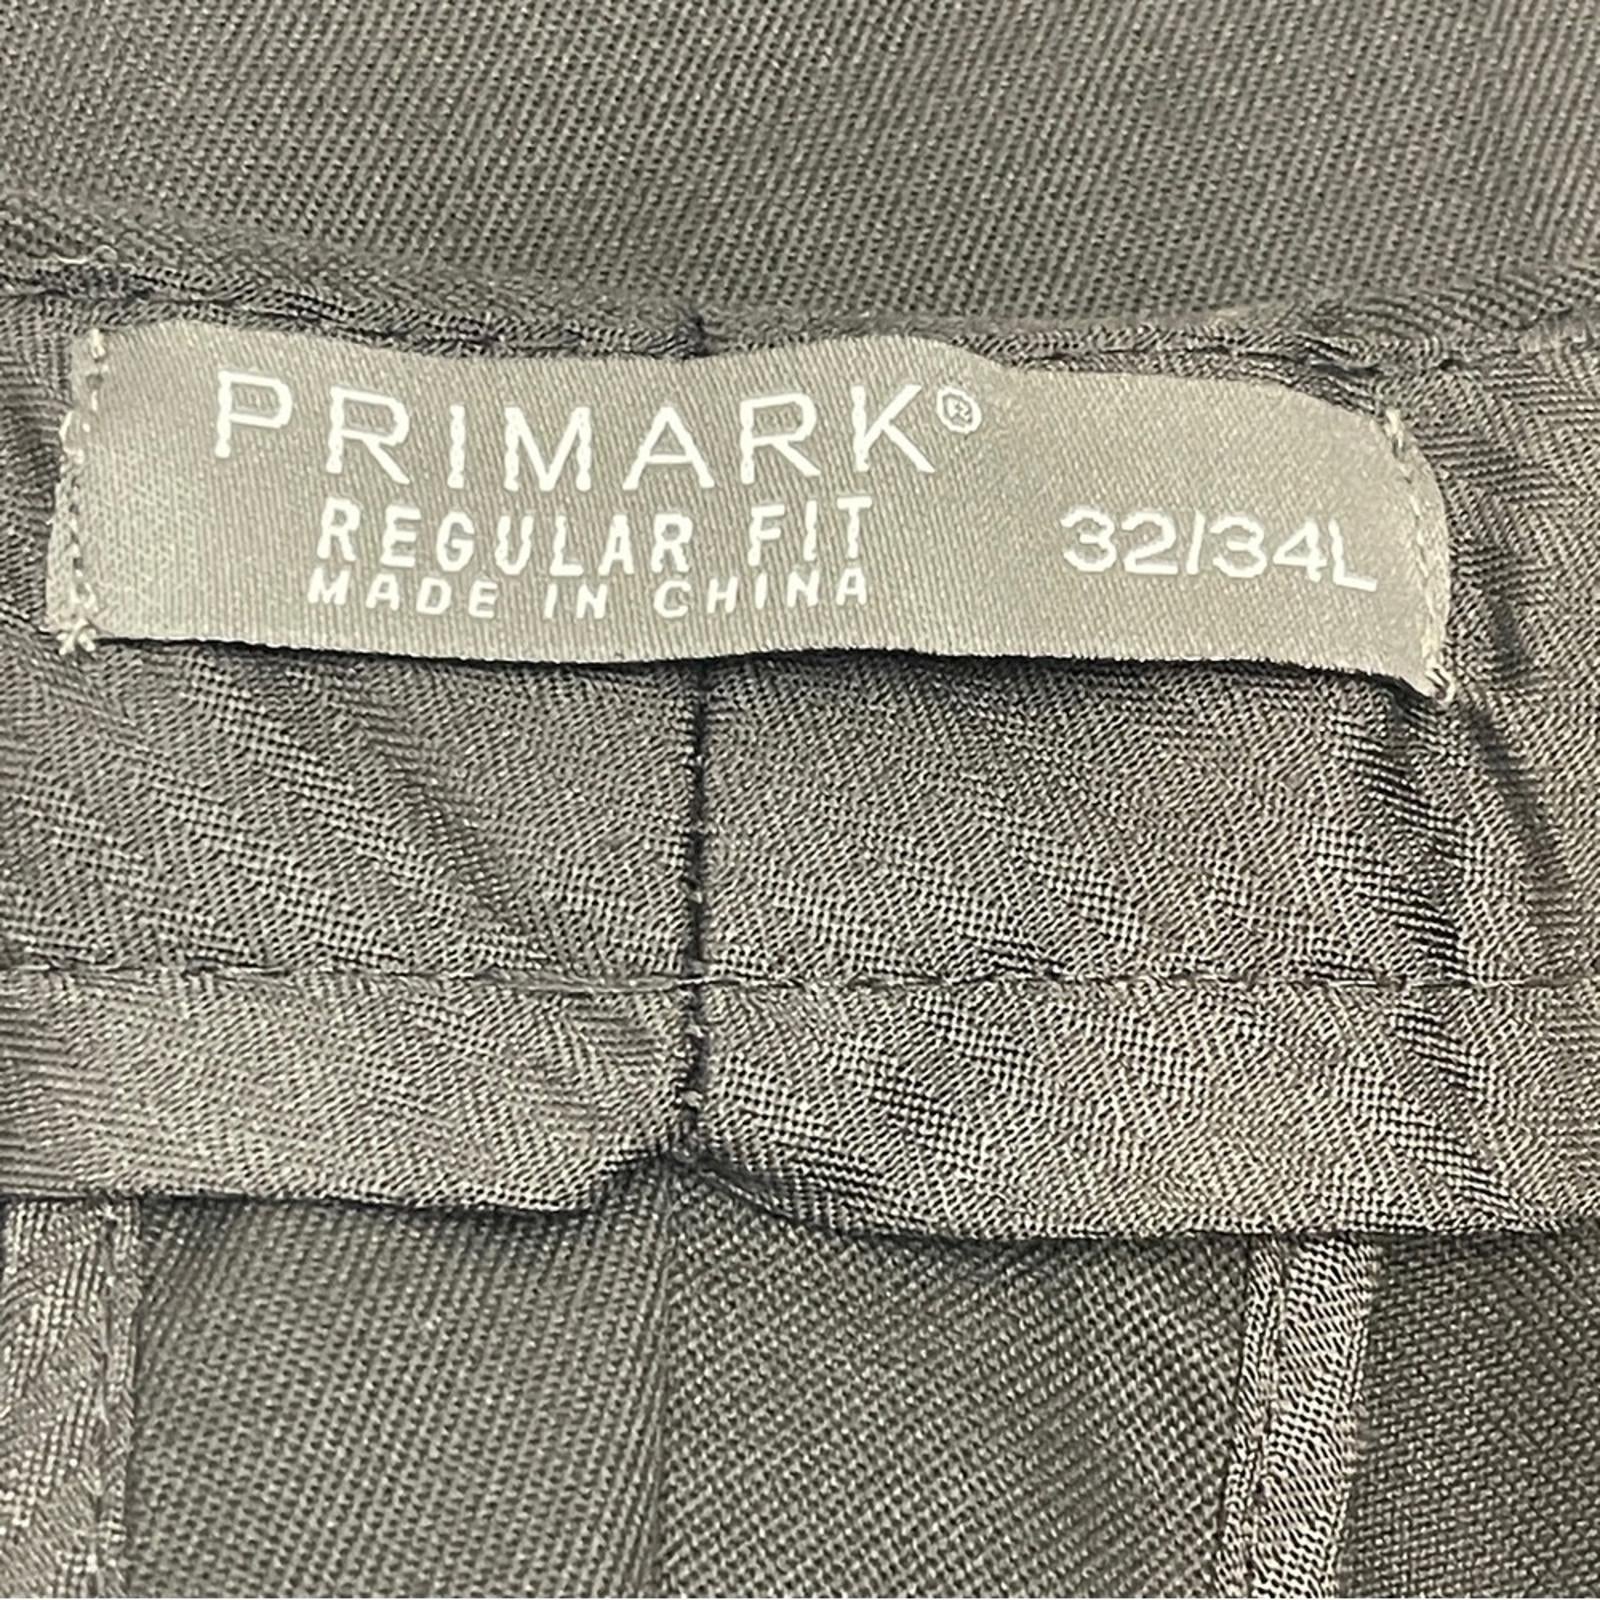 PRIMARK®
REGULAR FIT
MADE IN CHINA
32/34L